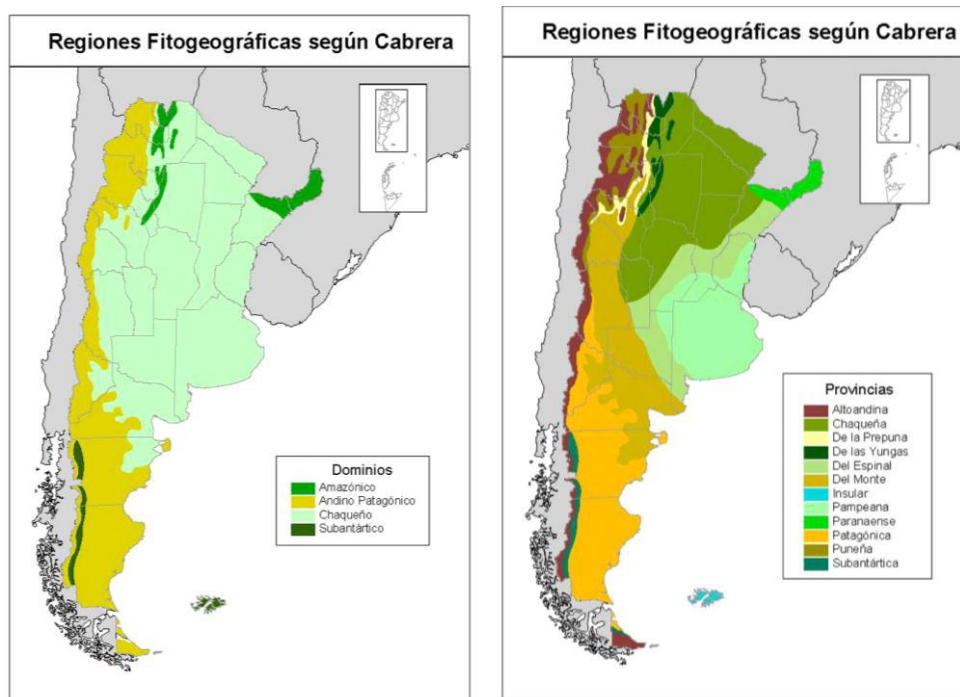 Regiones Fitogeográficas según Cabrera
Dominios
Amazónico
Andino Patagónico
Chaqueño
Subantártico
Regiones Fitogeográficas según Cabrera
Provincias
Altoandina
Chaqueña
De la Prepuna
De las Yungas
Del Espinal
Del Monte
Insular
Pampeana
Paranaense
Patagónica
Puneña
Subantártica